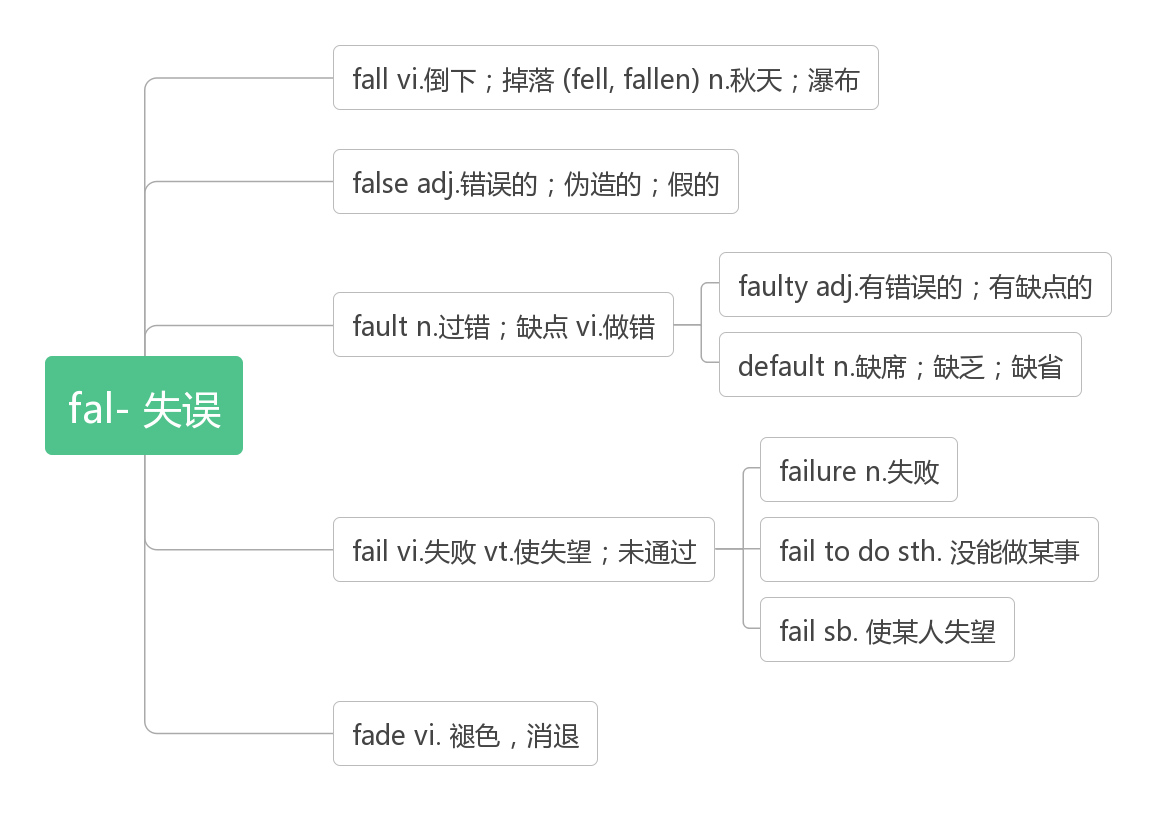 fall vi.倒下；掉落 (fell, fallen) n.秋天；瀑布
false adj.错误的；伪造的；假的
fault n.过错；缺点 vi.做错
faulty adj.有错误的；有缺点的
default n.缺席；缺乏；缺省
fal- 失误
fail vi.失败 vt.使失望；未通过
failure n.失败
fail to do sth. 没能做某事
fail sb. 使某人失望
fade vi. 褪色，消退